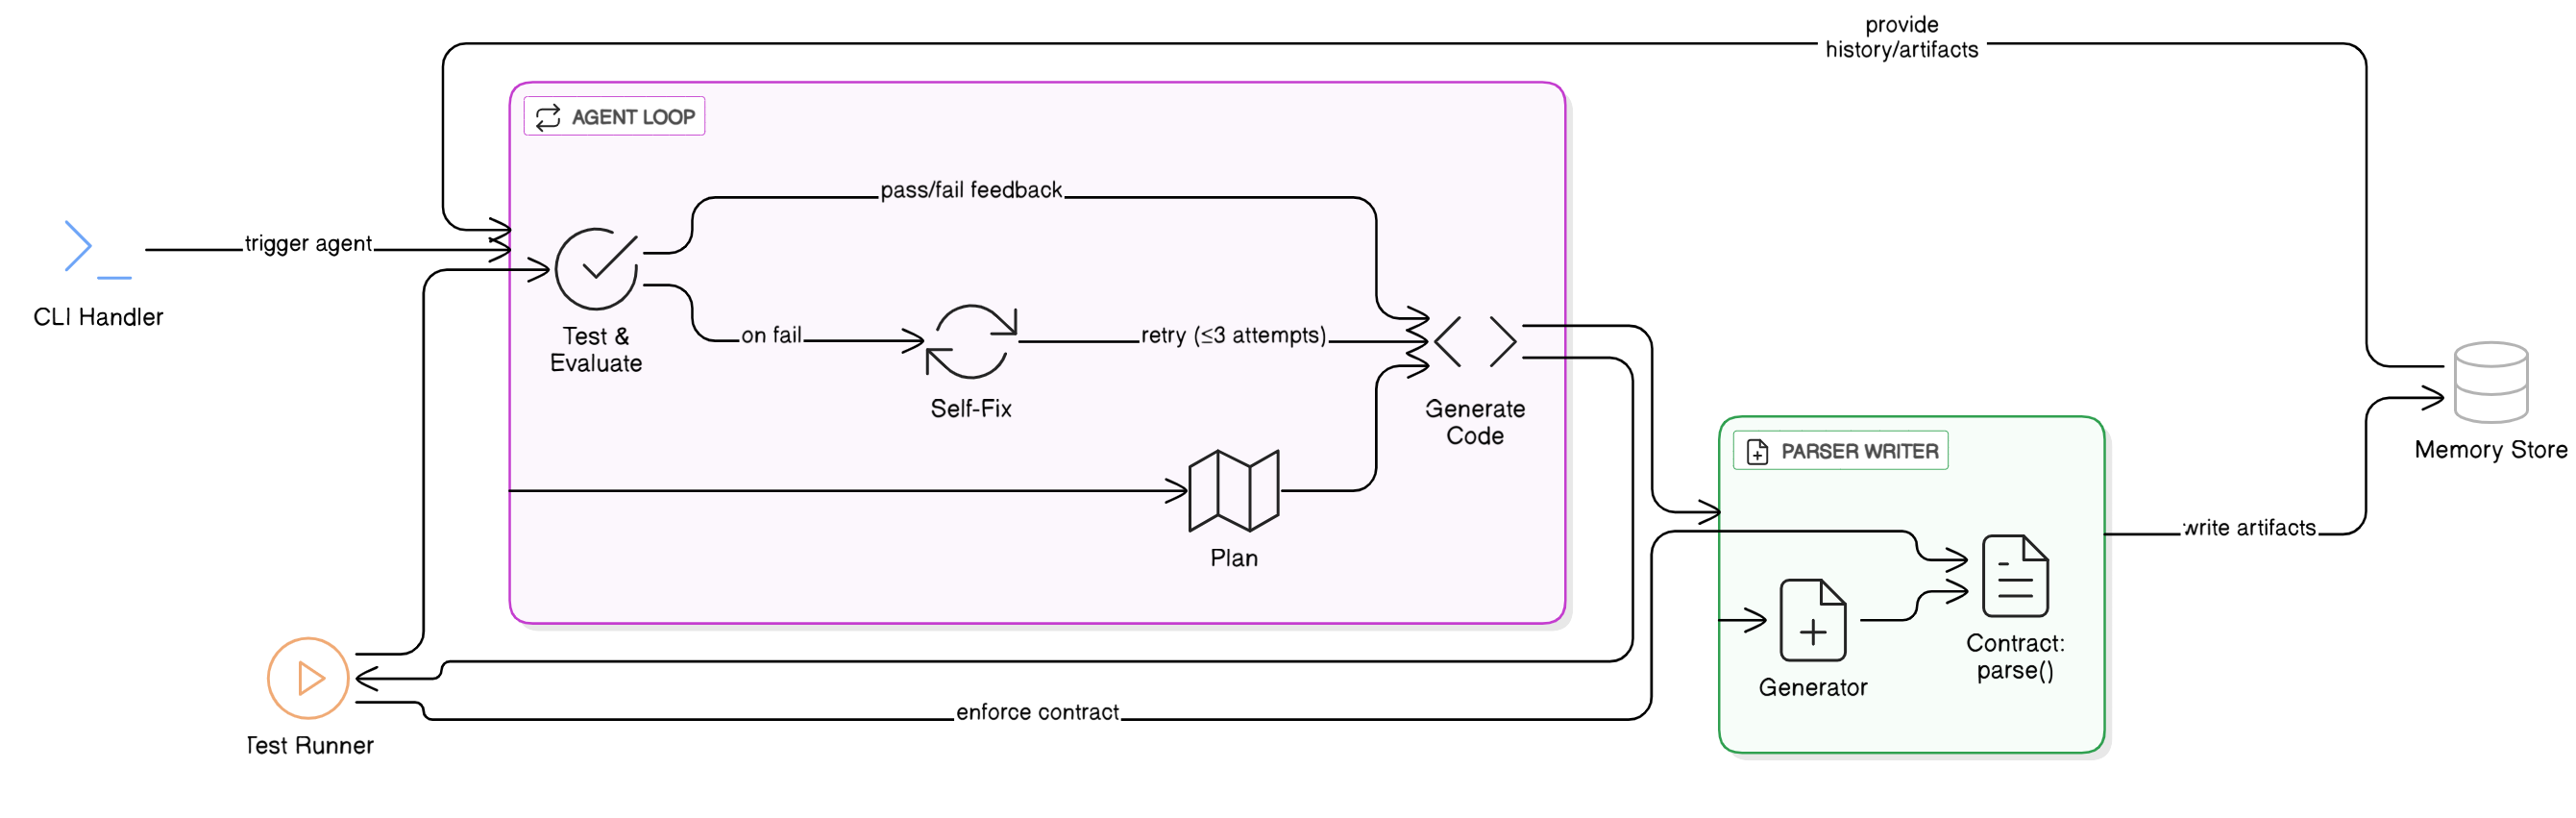 provide
history/artifacts
AGENT LOOP
pass/fail feedback
trigger agent
CLI Handler
Test &
Evaluate
on fail
retry (≤3 attempts)
Self-Fix
Generate
Code
PARSER WRITER
Memory Store
Plan
write artifacts
Contract:
parse()
Generator
enforce contract
Test Runner